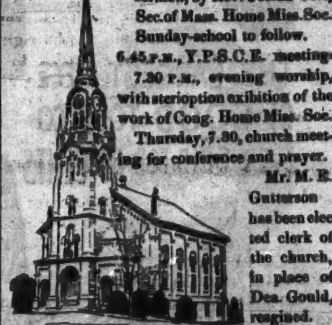 Sec. of Mass. Home Miss. Soc.
Sunday-school to follow.
6.45 P.M., Y.P.S.C.E. meeting
7.30 P.M., evening worship,
with sterioption exibition of the
work of Cong. Home Miss. Soc.
Thursday, 7.30, church meet-
ing for conference and prayer.
Mr. M. E.
Gutterson
has been elec
ted clerk of
the church,
in place of
Dea. Gould,
resgined.